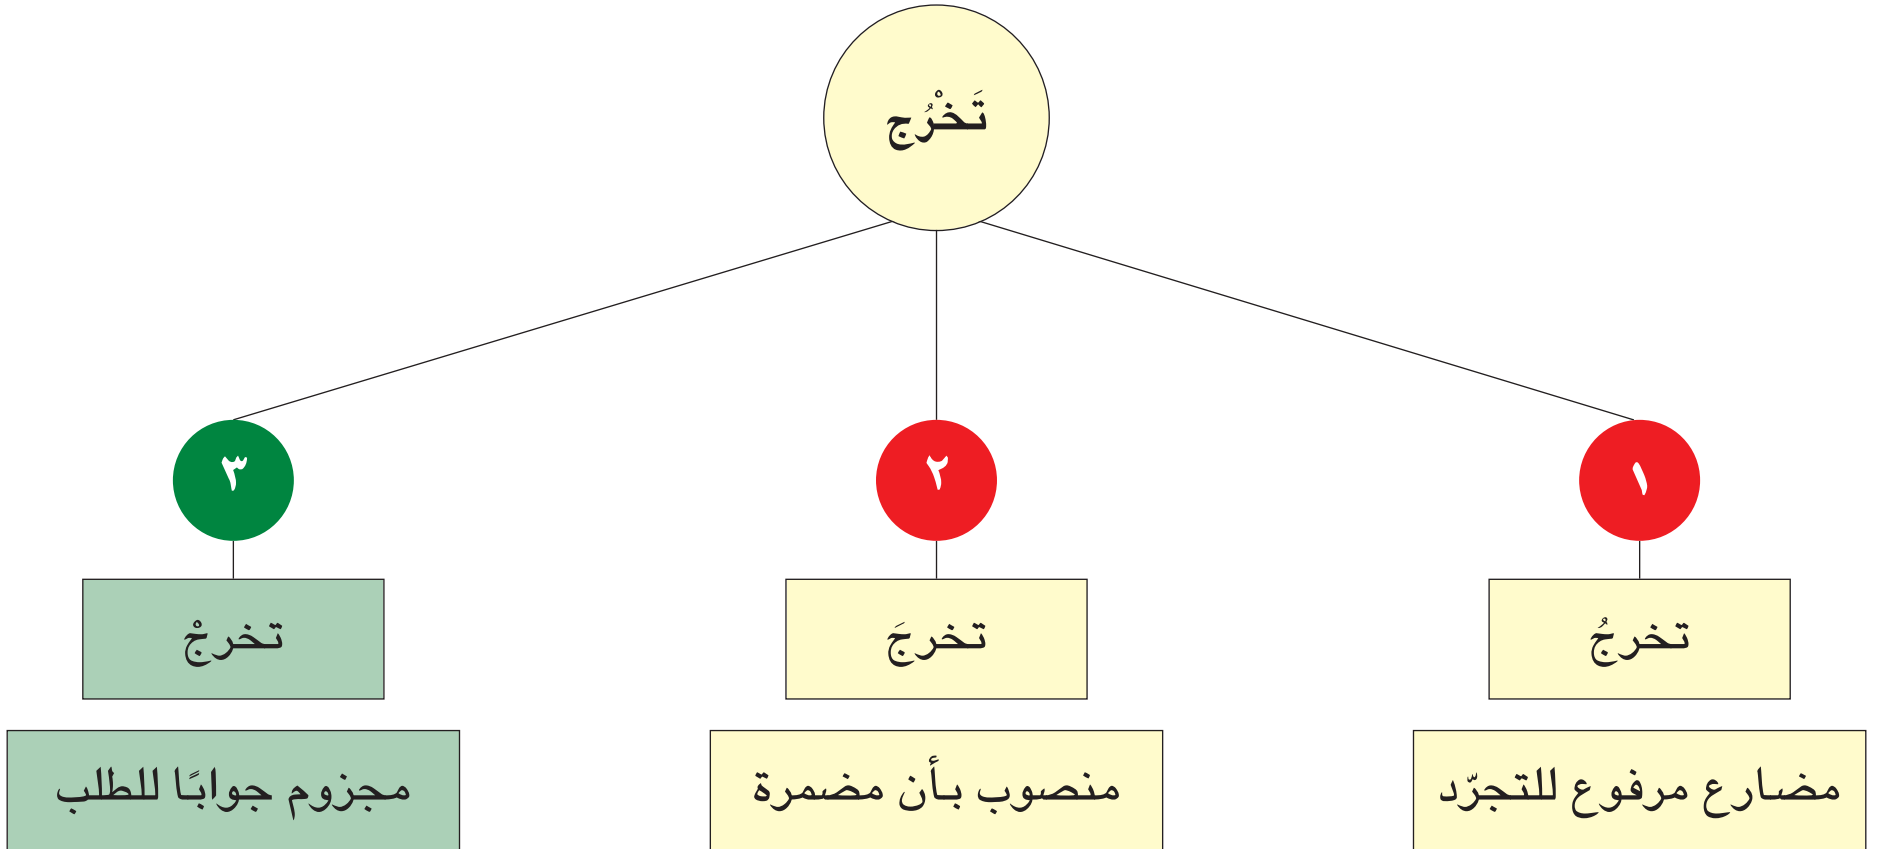 تَخْرُج
١
٢
٣
تخرجُ
تخرجَ
تخرجْ
مضارع مرفوع للتجرّد
منصوب بأن مضمرة
مجزوم جوابًا للطلب